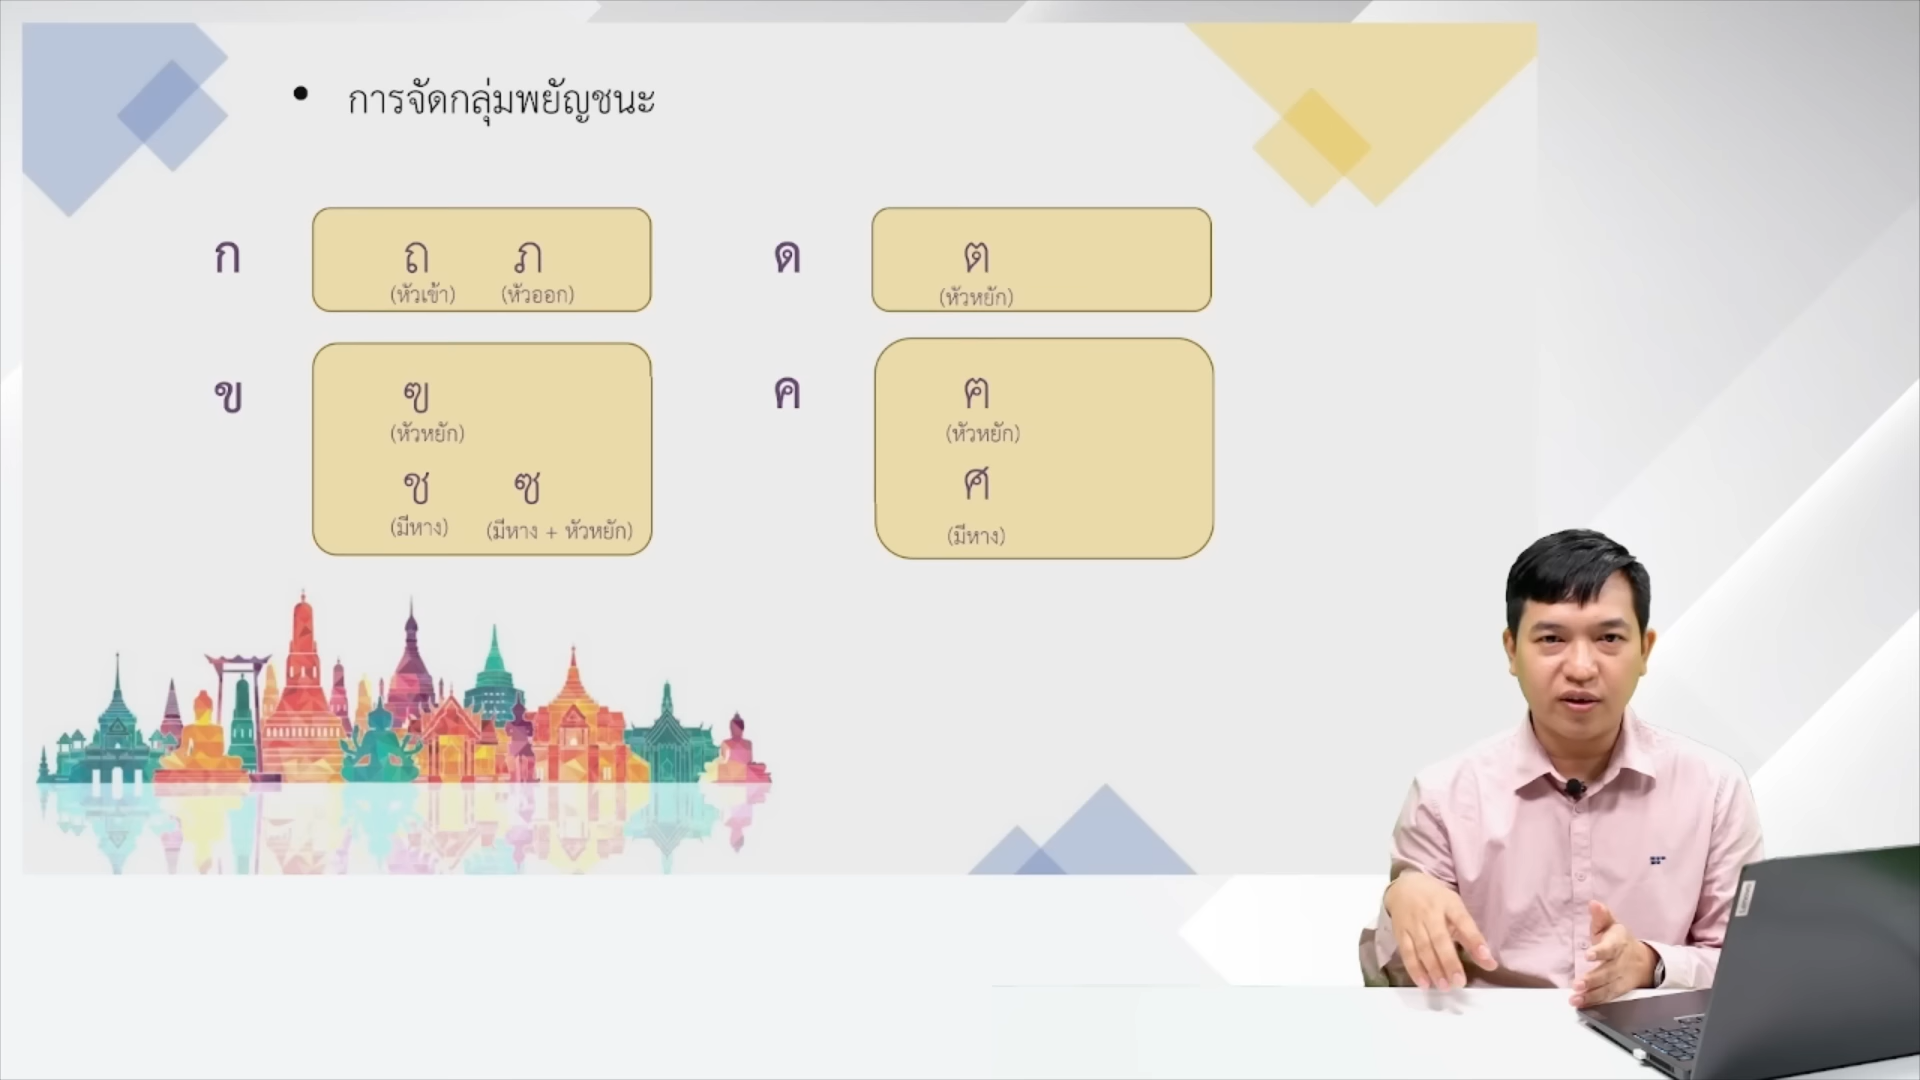 • การจัดกลุ่มพยัญชนะ
ก ถ ภ
(หัวเข้า) (หัวออก)
ด ต
(หัวหยัก)
ข ฃ
(หัวหยัก)
ช ซ
(มีหาง) (มีหาง + หัวหยัก)
ค ฅ
(หัวหยัก)
ศ
(มีหาง)